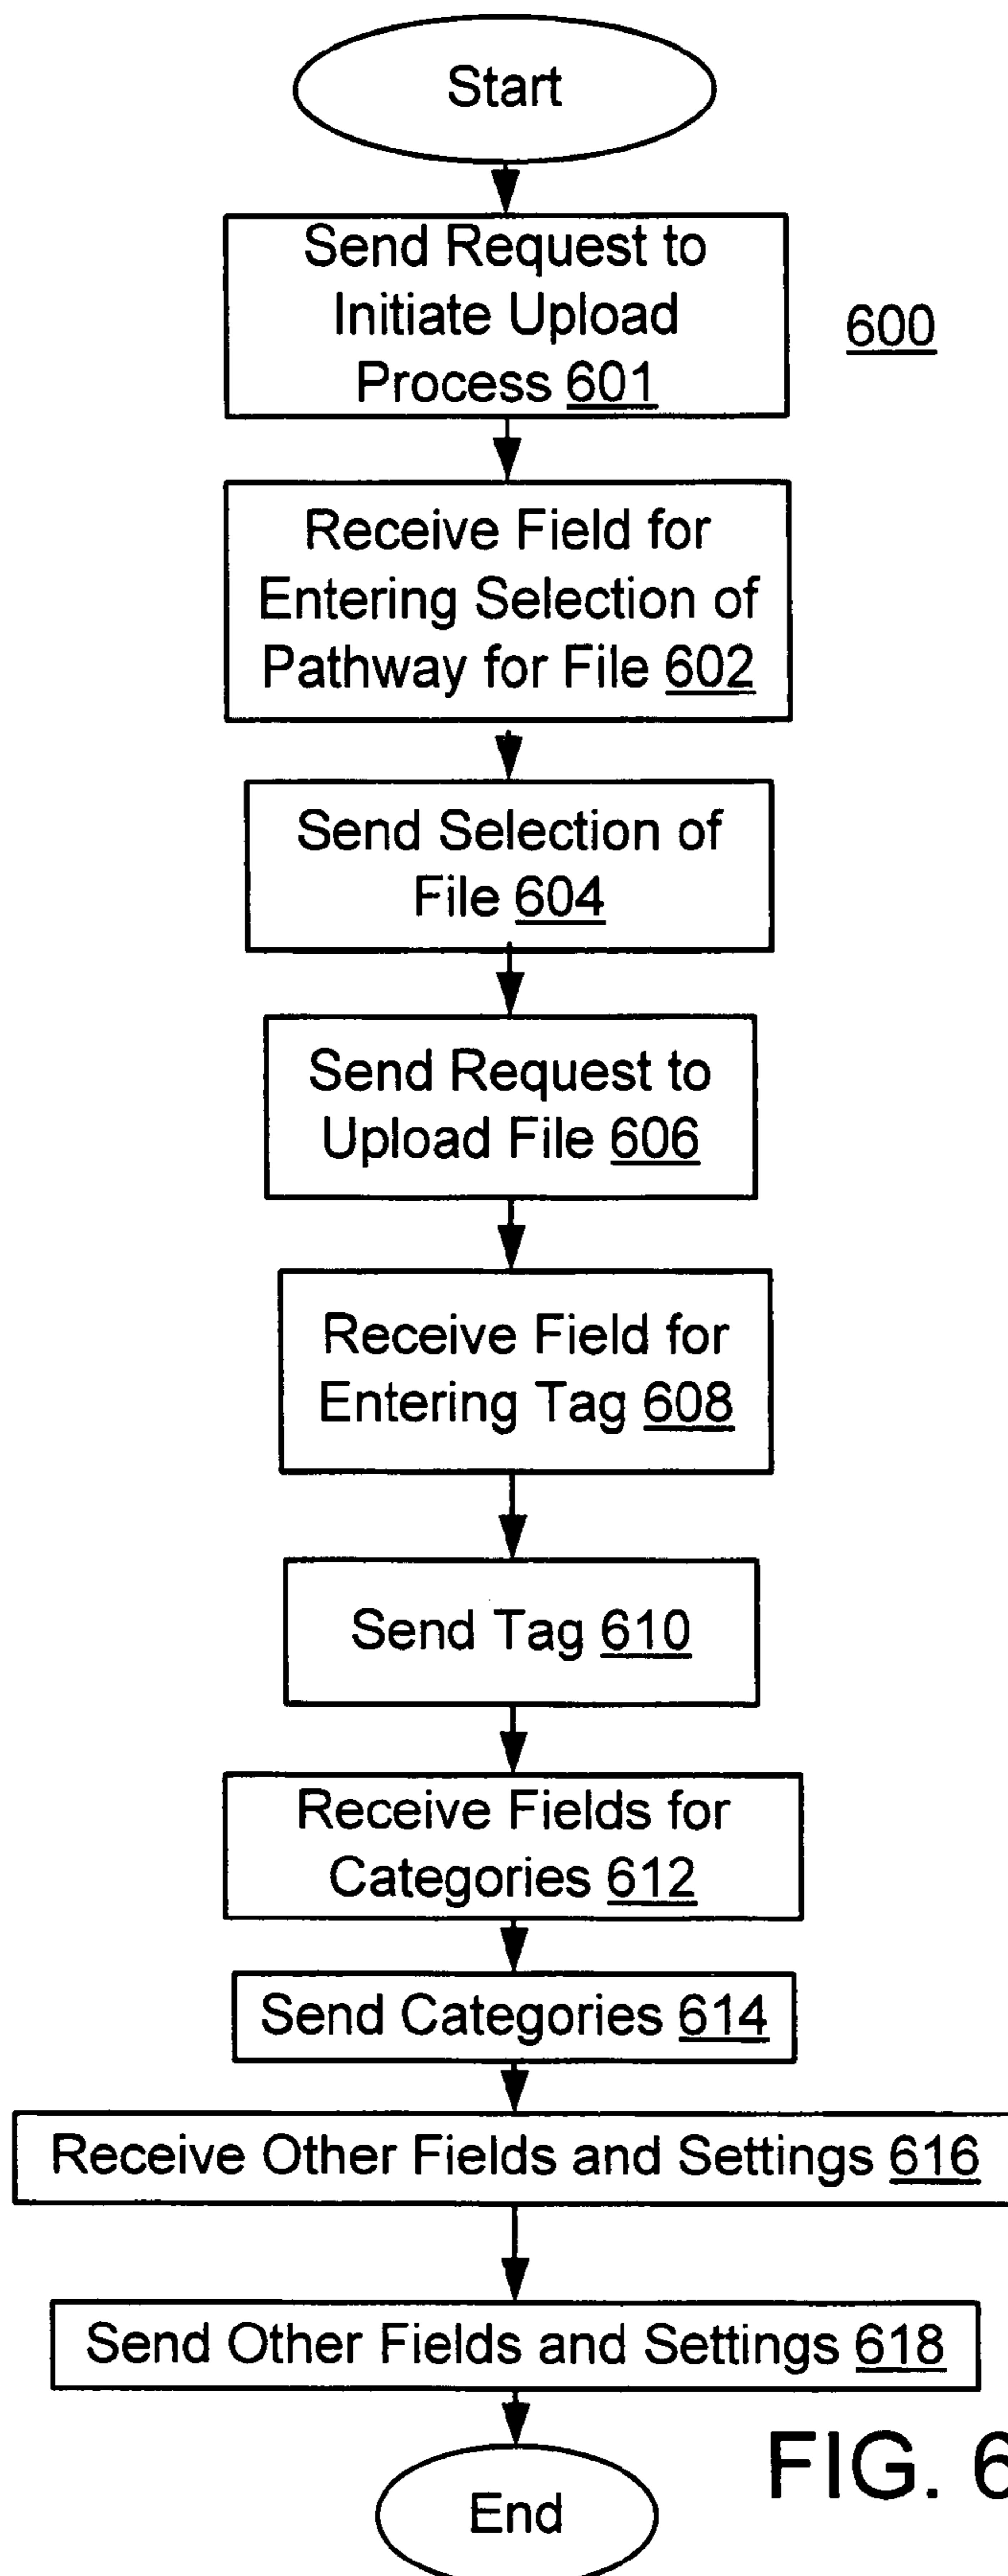 Start
Send Request to
Initiate Upload
Process 601
600
Receive Field for
Entering Selection of
Pathway for File 602
Send Selection of
File 604
Send Request to
Upload File 606
Receive Field for
Entering Tag 608
Send Tag 610
Receive Fields for
Categories 612
Send Categories 614
Receive Other Fields and Settings 616
Send Other Fields and Settings 618
FIG. 6
End